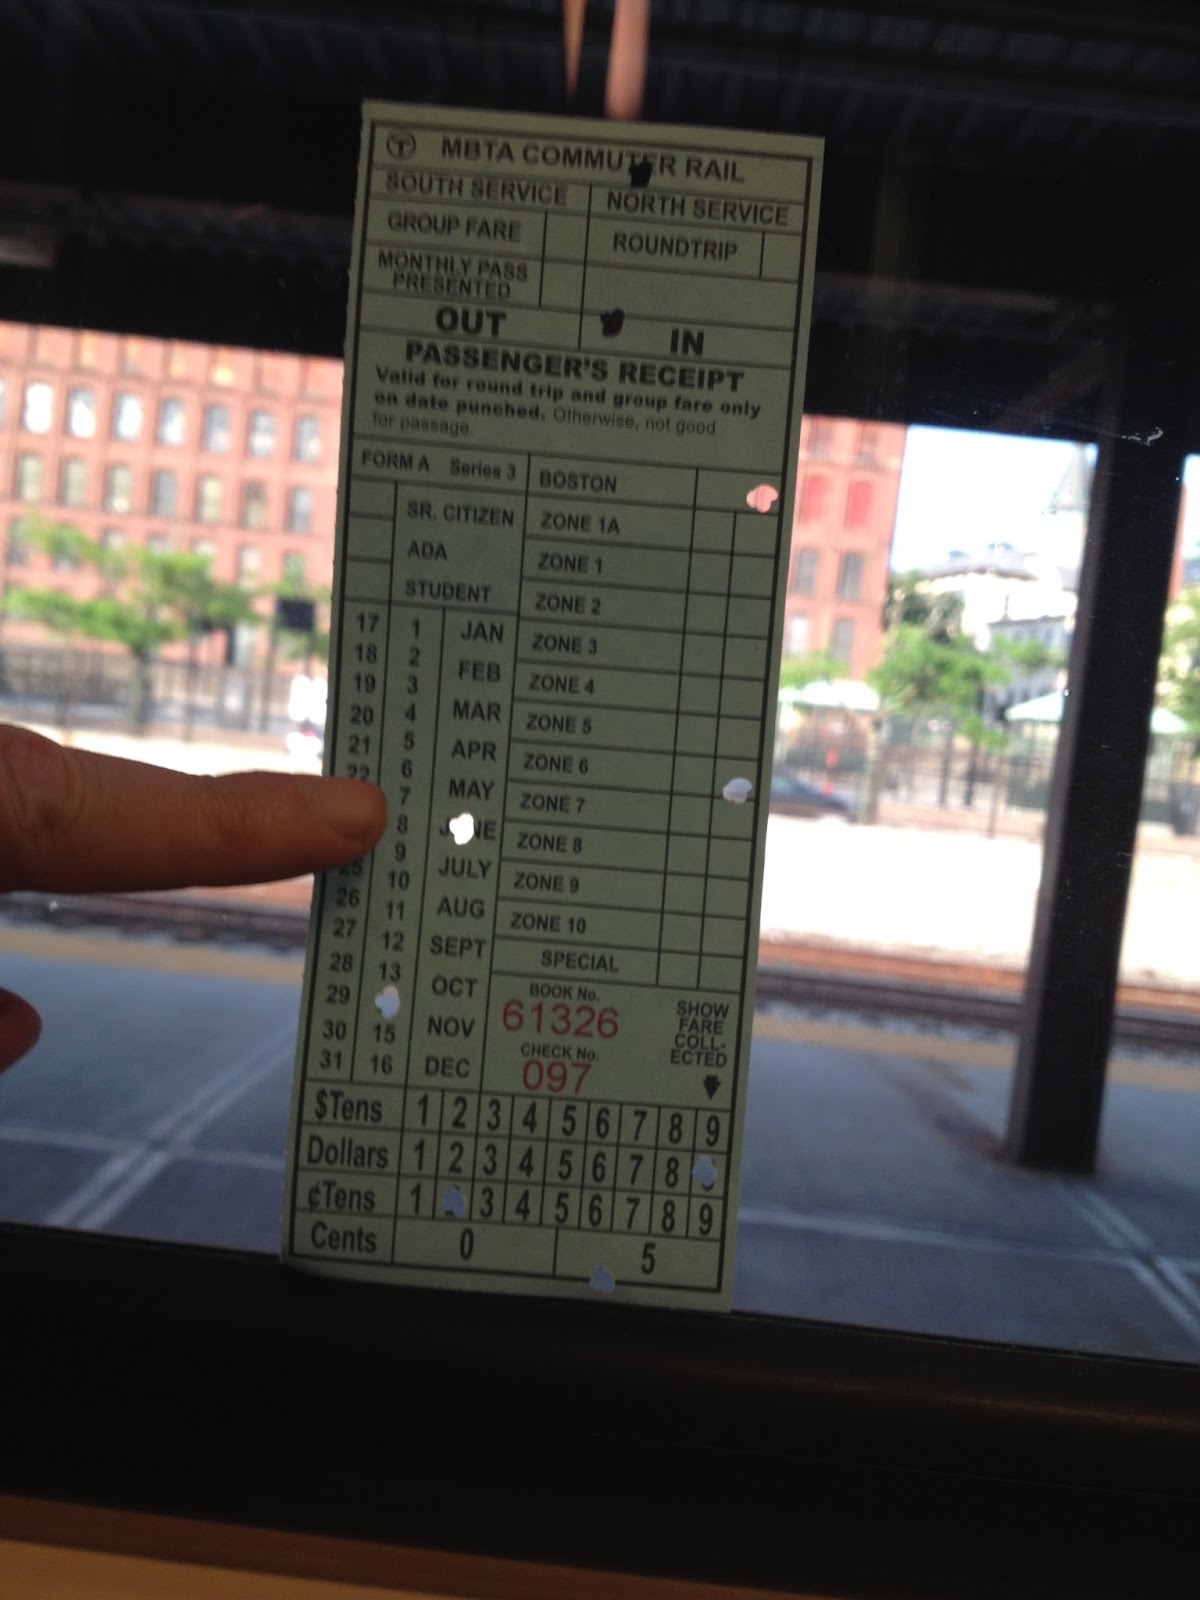 T MBTA COMMUTER RAIL
SOUTH SERVICE NORTH SERVICE
GROUP FARE ROUNDTRIP
MONTHLY PASS
PRESENTED
OUT IN
PASSENGER'S RECEIPT
Valid for round trip and group fare only
on date punched. Otherwise, not good
for passage.
FORM A Series 3 BOSTON
SR. CITIZEN ZONE 1A
ADA ZONE 1
STUDENT ZONE 2
17 1 JAN ZONE 3
18 2 FEB ZONE 4
19 3
20 4 MAR ZONE 5
21 5 APR ZONE 6
22 6
7 MAY ZONE 7
8 JUNE ZONE 8
25 9 JULY ZONE 9
26 10
27 11 AUG ZONE 10
28 12 SEPT SPECIAL
29 13 OCT BOOK No.
61326
30 15 NOV CHECK No.
31 16 DEC 097
SHOW
FARE
COLL-
ECTED
$Tens 1 2 3 4 5 6 7 8 9
Dollars 1 2 3 4 5 6 7 8
¢Tens 1 3 4 5 6 7 8 9
Cents 0 5